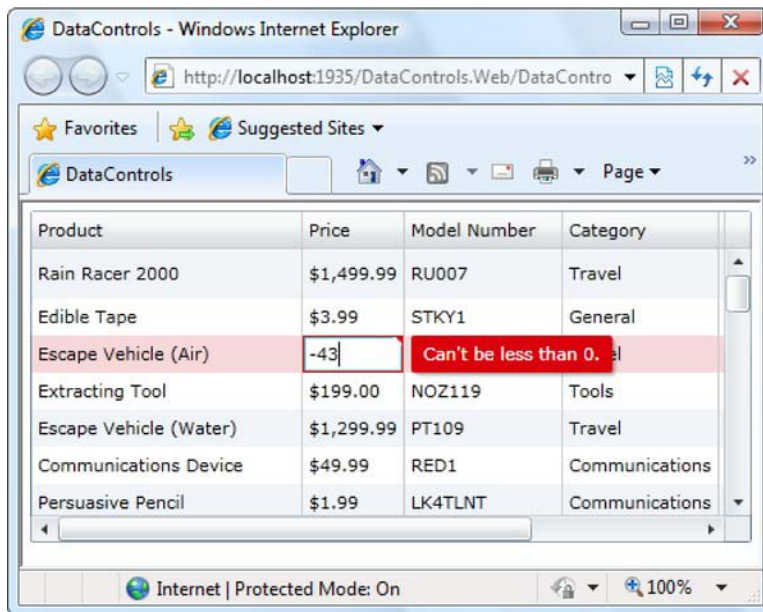 DataControls - Windows Internet Explorer
http://localhost:1935/DataControls.Web/DataContro
Favorites Suggested Sites
DataControls Page »
Product Price Model Number Category
Rain Racer 2000 $1,499.99 RU007 Travel
Edible Tape $3.99 STKY1 General
Escape Vehicle (Air) -43 Can't be less than 0.
Extracting Tool $199.00 NOZ119 Tools
Escape Vehicle (Water) $1,299.99 PT109 Travel
Communications Device $49.99 RED1 Communications
Persuasive Pencil $1.99 LK4TLNT Communications
Internet | Protected Mode: On 100%